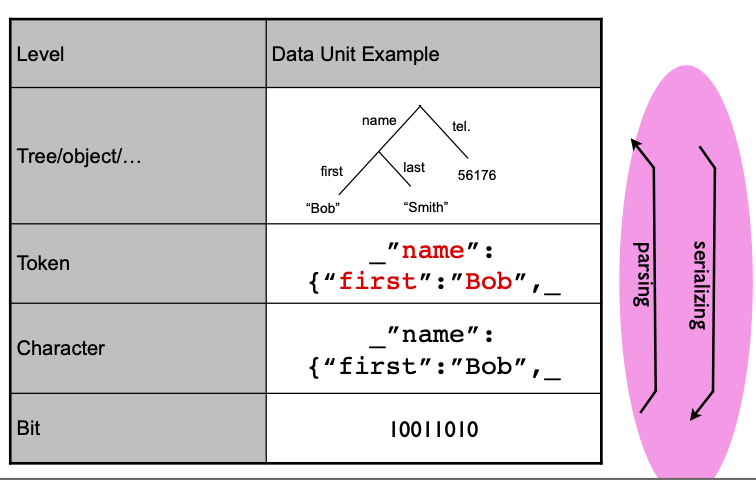 Level
Data Unit Example
Tree/object/…
name
tel.
first
last
56176
“Bob”
“Smith”
Token
_”name”:
{“first”:”Bob”,_
Character
_”name”:
{“first”:”Bob”,_
Bit
10011010
parsing
serializing